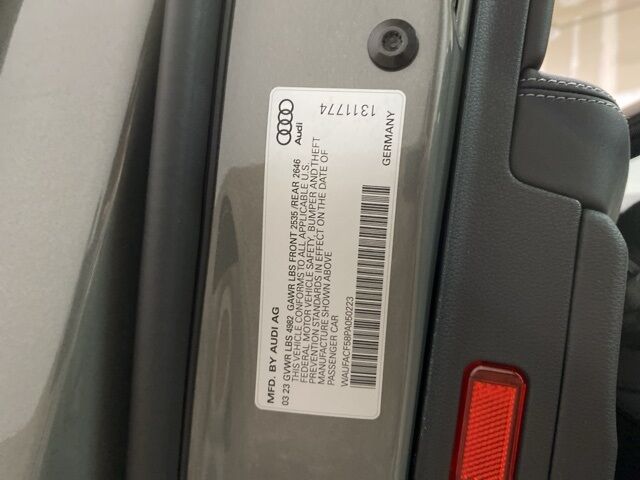 Audi
1311774
MFD. BY AUDI AG
GERMANY
03 23 GVWR LBS 4982 GAWR LBS FRONT 2535 /REAR 2646
THIS VEHICLE CONFORMS TO ALL APPLICABLE U.S.
FEDERAL MOTOR VEHICLE SAFETY, BUMPER AND THEFT
PREVENTION STANDARDS IN EFFECT ON THE DATE OF
MANUFACTURE SHOWN ABOVE
PASSENGER CAR
WAUFACF58PA050223